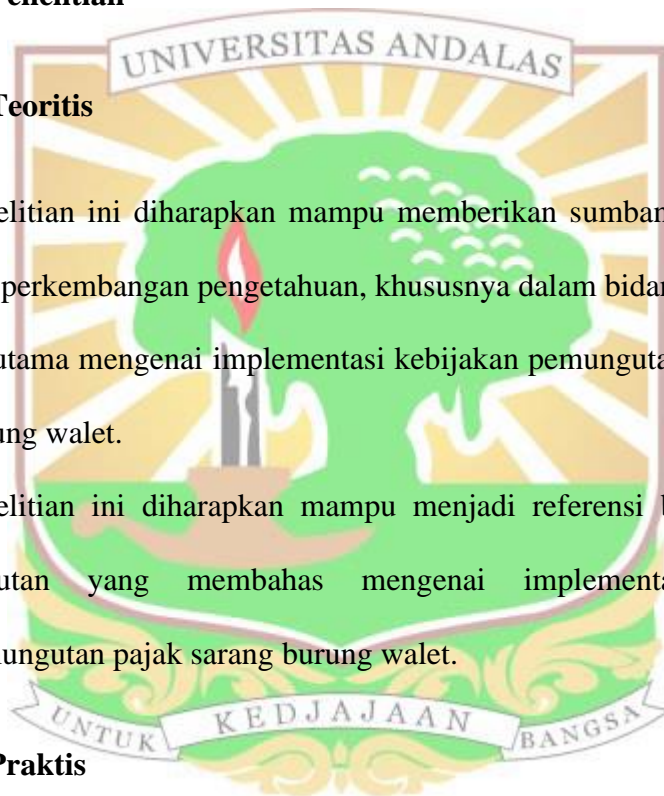 enelitian
UNIVERSITAS ANDALAS
Teoritis
elitian ini diharapkan mampu memberikan sumban
perkembangan pengetahuan, khususnya dalam bidar
utama mengenai implementasi kebijakan pemunguta
ung walet.
elitian ini diharapkan mampu menjadi referensi b
utan yang membahas mengenai implementa
ungutan pajak sarang burung walet.
UNTUK KEDJAJAAN BANGSA
Praktis